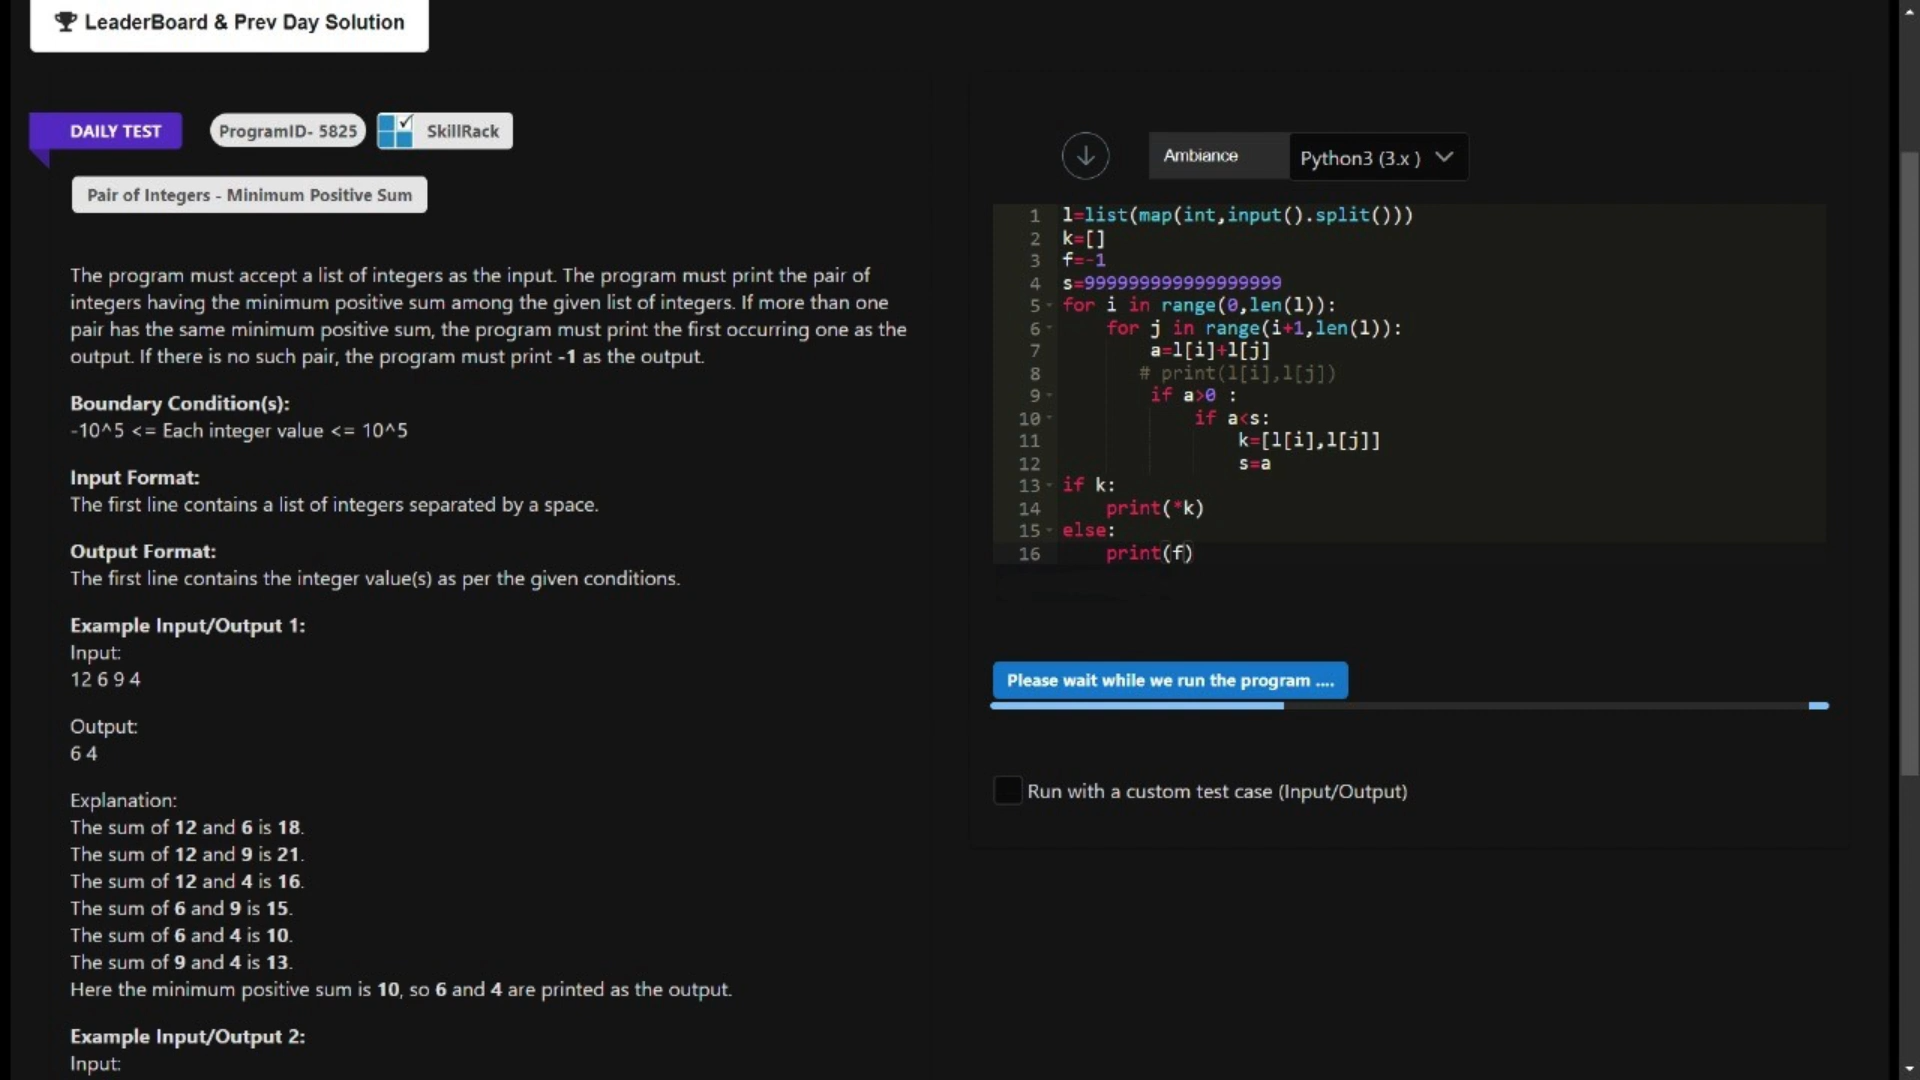 LeaderBoard & Prev Day Solution
DAILY TEST
ProgramID- 5825
SkillRack
Pair of Integers - Minimum Positive Sum
The program must accept a list of integers as the input. The program must print the pair of
integers having the minimum positive sum among the given list of integers. If more than one
pair has the same minimum positive sum, the program must print the first occurring one as the
output. If there is no such pair, the program must print -1 as the output.
Boundary Condition(s):
-10^5 <= Each integer value <= 10^5
Input Format:
The first line contains a list of integers separated by a space.
Output Format:
The first line contains the integer value(s) as per the given conditions.
Example Input/Output 1:
Input:
12 6 9 4
Output:
6 4
Explanation:
The sum of 12 and 6 is 18.
The sum of 12 and 9 is 21.
The sum of 12 and 4 is 16.
The sum of 6 and 9 is 15.
The sum of 6 and 4 is 10.
The sum of 9 and 4 is 13.
Here the minimum positive sum is 10, so 6 and 4 are printed as the output.
Example Input/Output 2:
Input:
Ambiance
Python3 (3.x )
1 l=list(map(int,input().split()))
2 k=[]
3 f=-1
4 s=999999999999999999
5 for i in range(0,len(l)):
6     for j in range(i+1,len(l)):
7         a=l[i]+l[j]
8        # print(l[i],l[j])
9         if a>0 :
10             if a<s:
11                 k=[l[i],l[j]]
12                 s=a
13 if k:
14     print(*k)
15 else:
16     print(f)
Please wait while we run the program ....
Run with a custom test case (Input/Output)